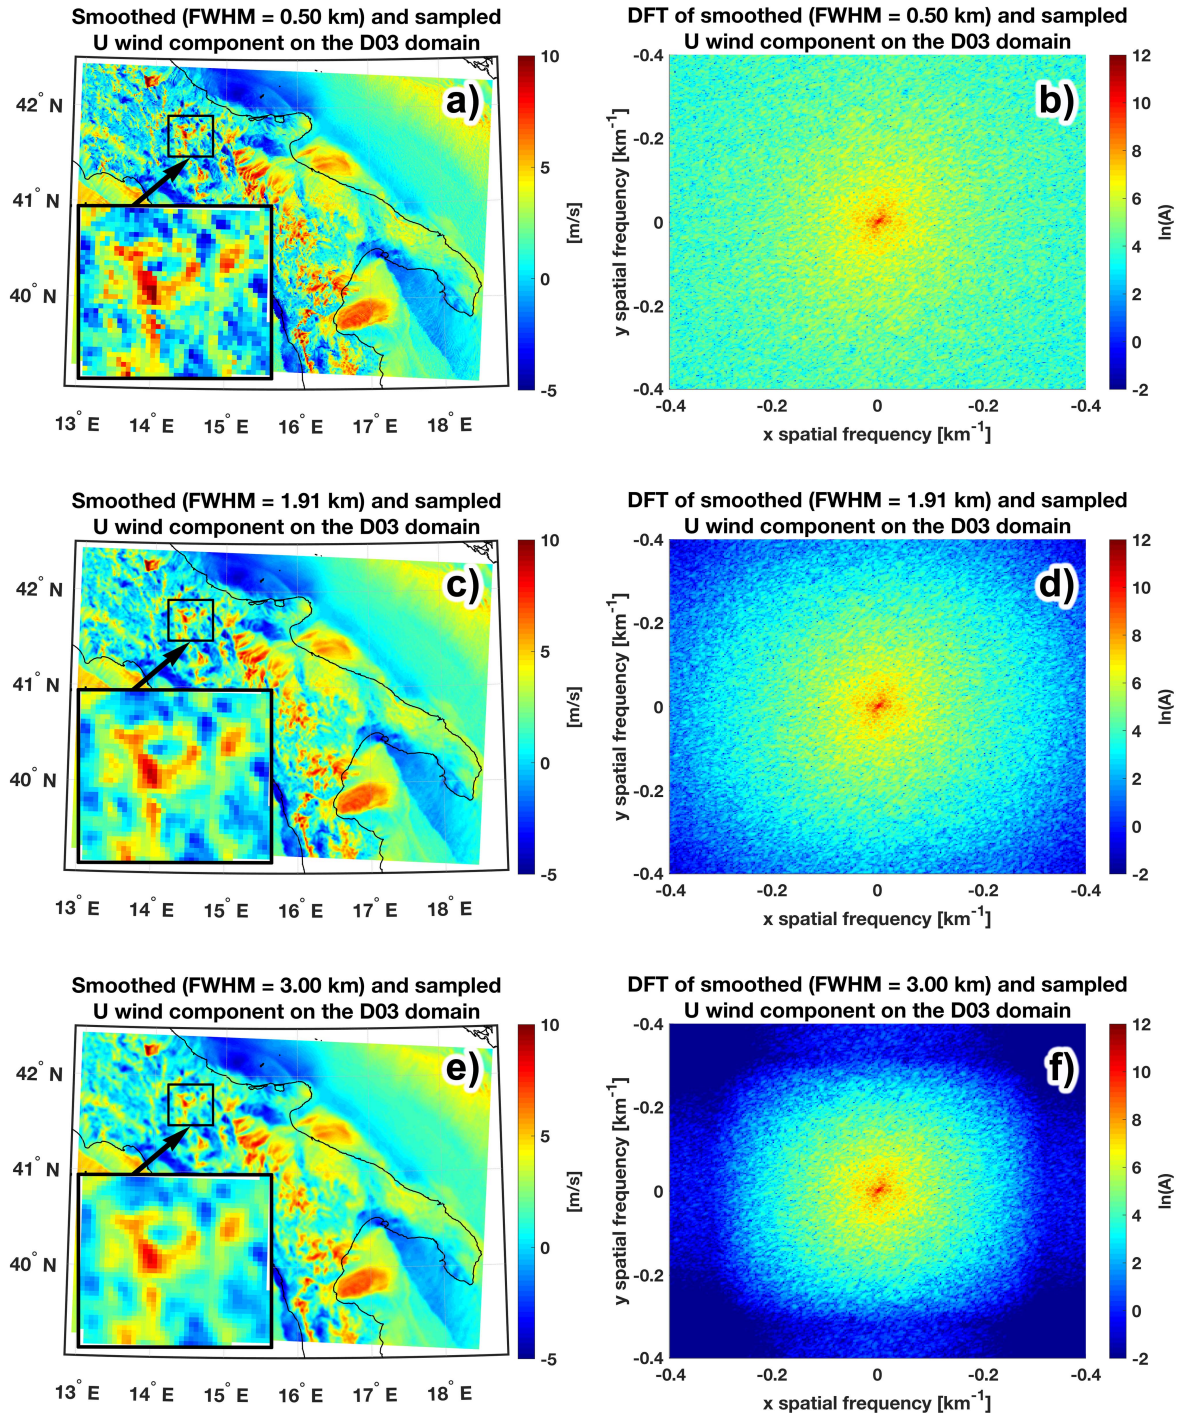 Smoothed (FWHM = 0.50 km) and sampled
U wind component on the D03 domain
a)
42° N
41° N
40° N
13° E 14° E 15° E 16° E 17° E 18° E
10
5
0
-5
[m/s]
DFT of smoothed (FWHM = 0.50 km) and sampled
U wind component on the D03 domain
b)
y spatial frequency [km-1]
-0.4
-0.2
0
-0.2
-0.4
-0.4 -0.2 0 -0.2 -0.4
x spatial frequency [km-1]
12
10
8
6
4
2
0
-2
ln(A)
Smoothed (FWHM = 1.91 km) and sampled
U wind component on the D03 domain
c)
42° N
41° N
40° N
13° E 14° E 15° E 16° E 17° E 18° E
10
5
0
-5
[m/s]
DFT of smoothed (FWHM = 1.91 km) and sampled
U wind component on the D03 domain
d)
y spatial frequency [km-1]
-0.4
-0.2
0
-0.2
-0.4
-0.4 -0.2 0 -0.2 -0.4
x spatial frequency [km-1]
12
10
8
6
4
2
0
-2
ln(A)
Smoothed (FWHM = 3.00 km) and sampled
U wind component on the D03 domain
e)
42° N
41° N
40° N
13° E 14° E 15° E 16° E 17° E 18° E
10
5
0
-5
[m/s]
DFT of smoothed (FWHM = 3.00 km) and sampled
U wind component on the D03 domain
f)
y spatial frequency [km-1]
-0.4
-0.2
0
-0.2
-0.4
-0.4 -0.2 0 -0.2 -0.4
x spatial frequency [km-1]
12
10
8
6
4
2
0
-2
ln(A)